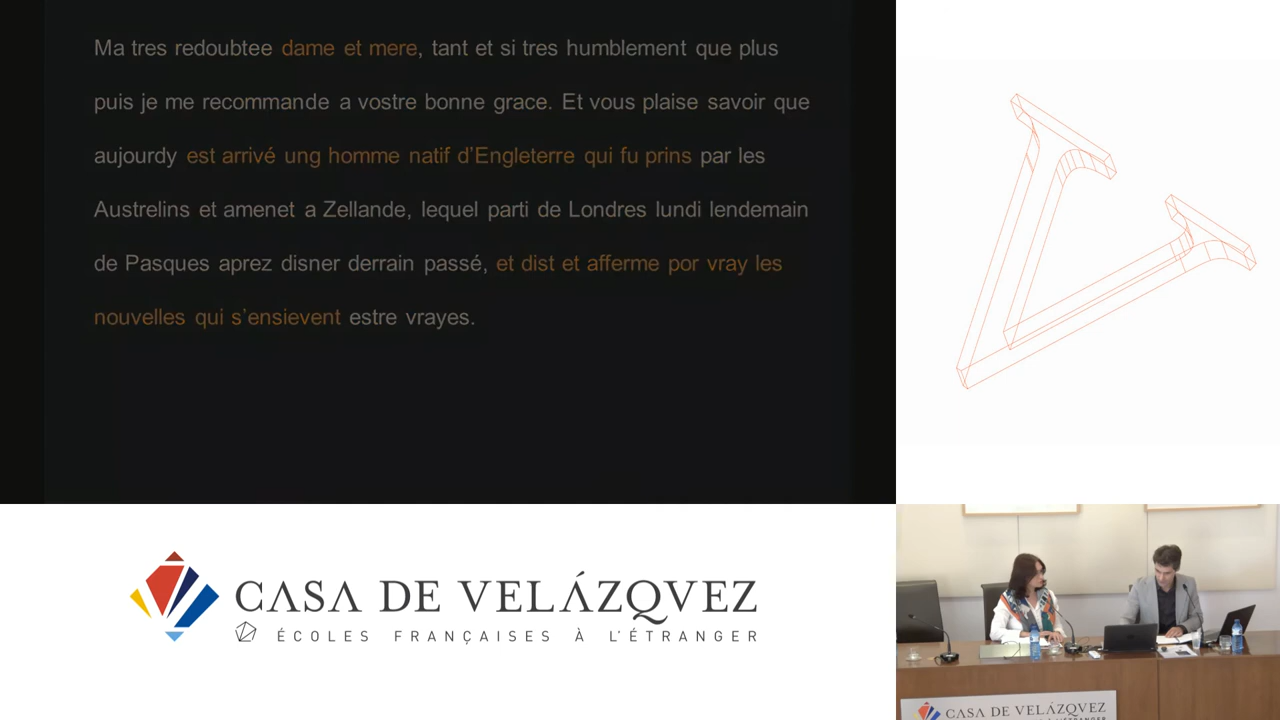 Ma tres redoubtee dame et mere, tant et si tres humblement que plus
puis je me recommande a vostre bonne grace. Et vous plaise savoir que
aujourdy est arrivé ung homme natif d'Engleterre qui fu prins par les
Austrelins et amenet a Zellande, lequel parti de Londres lundi lendemain
de Pasques aprez disner derrain passé, et dist et afferme por vray les
nouvelles qui s'ensievent estre vrayes.
CASA DE VELÁZQVEZ
ÉCOLES FRANÇAISES À L'ÉTRANGER
CASA DE VELÁZQVEZ